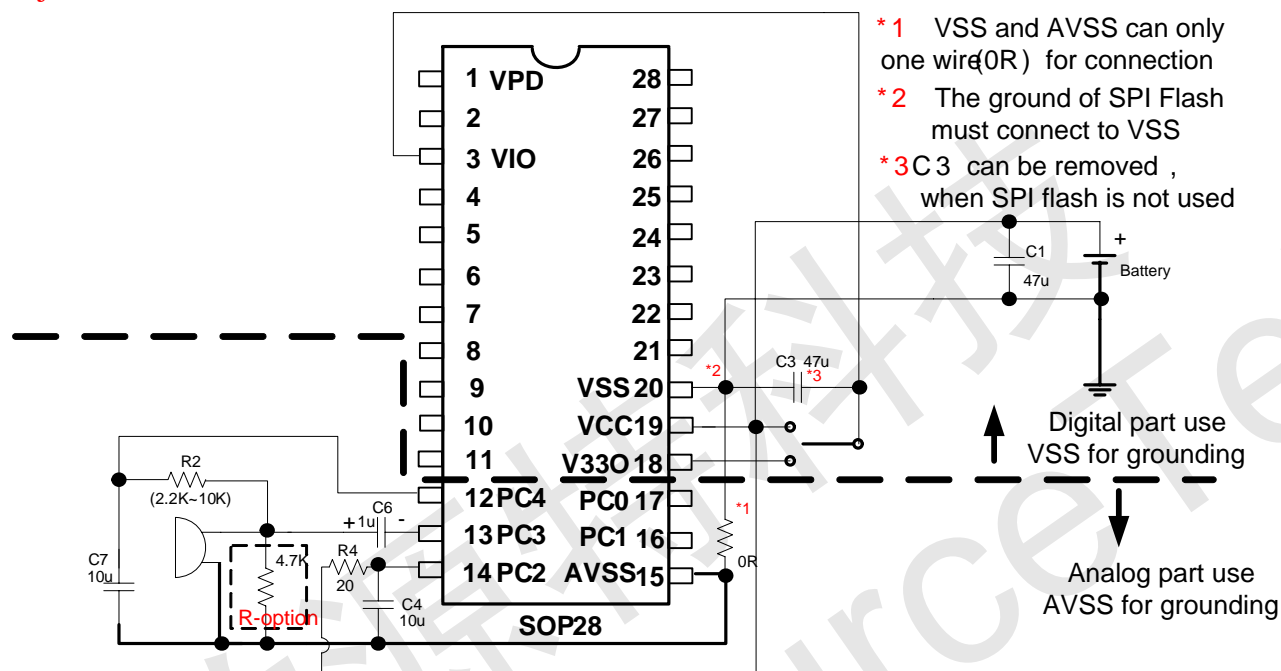 *1 VSS and AVSS can only
one wire(0R) for connection
*2 The ground of SPI Flash
must connect to VSS
*3 C3 can be removed ,
when SPI flash is not used
1 VPD
2
3 VIO
4
5
6
7
8
9
10
11
12 PC4
13 PC3
14 PC2
28
27
26
25
24
23
22
21
VSS 20
VCC 19
V33O 18
PC0 17
PC1 16
AVSS 15
SOP28
C1
47u
+
Battery
*2
C3 47u
*3
*1
0R
Digital part use
VSS for grounding
Analog part use
AVSS for grounding
R2
(2.2K~10K)
C6
+ 1u -
C7
10u
4.7K
R-option
R4
20
C4
10u
源特科技
urceTe